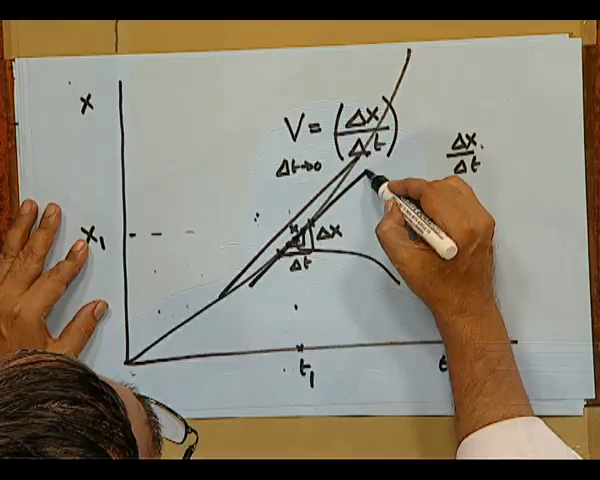 X
V = (ΔX/Δt)
Δt→0
ΔX/Δt
X₁
ΔX
Δt
t₁
t